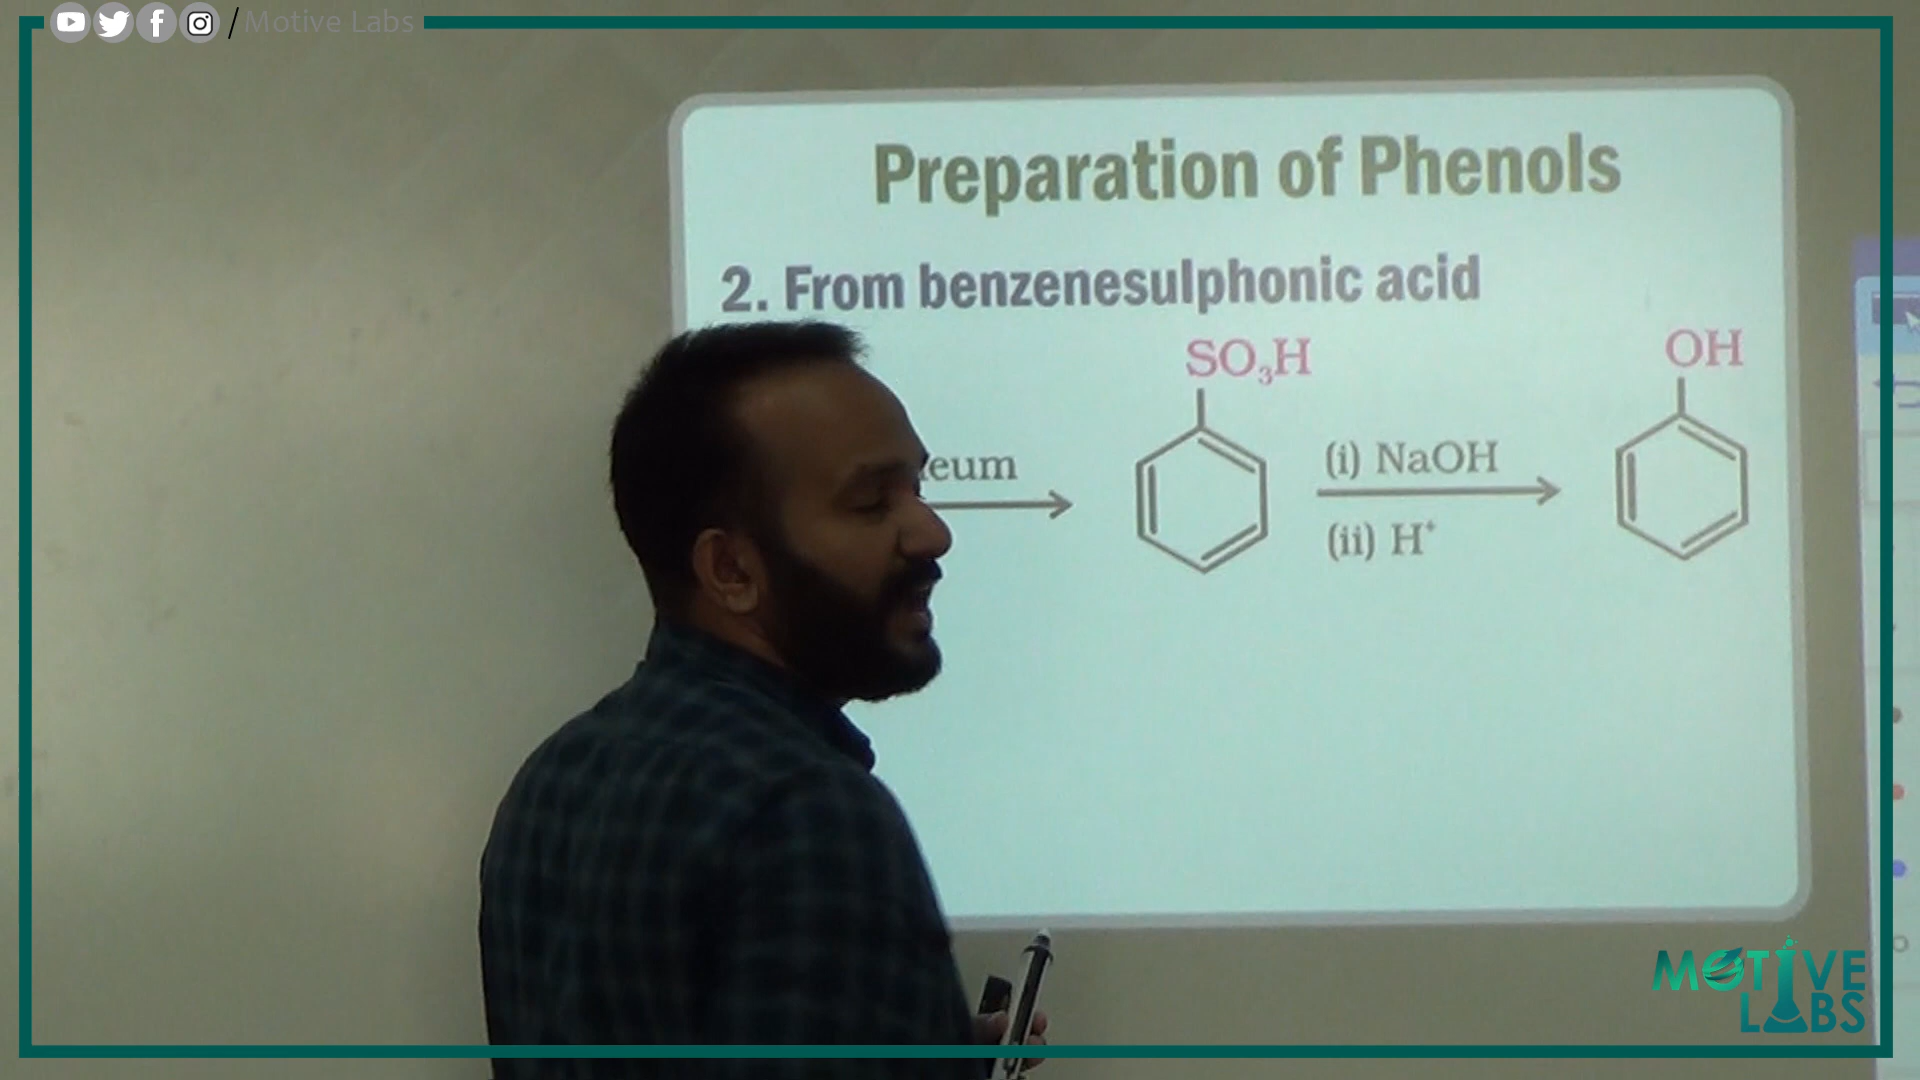 / Motive Labs
Preparation of Phenols
2. From benzenesulphonic acid
SO₃H
OH
eum
(i) NaOH
(ii) H⁺
MOTIVE
LABS